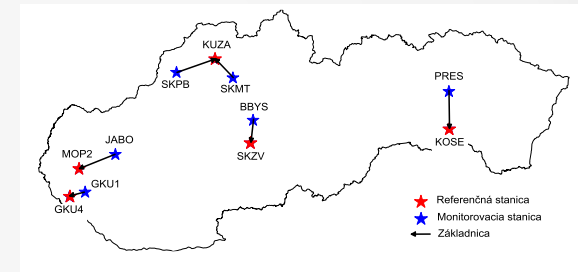 KUZA
SKPB
SKMT
PRES
BBYS
KOSE
JABO
SKZV
MOP2
GKU1
GKU4
Referenčná stanica
Monitorovacia stanica
Základnica